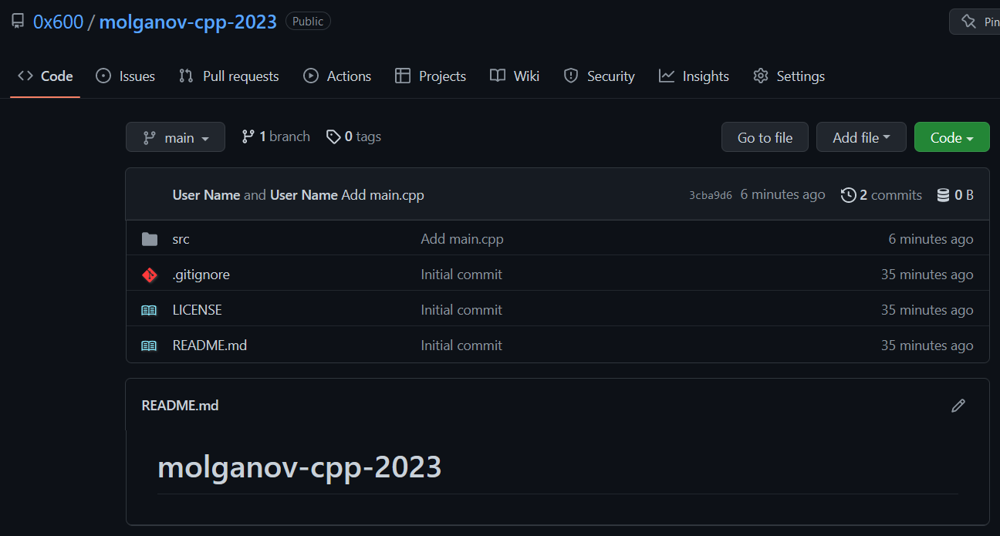 0x600 / molganov-cpp-2023 Public
Pin
Code Issues Pull requests Actions Projects Wiki Security Insights Settings
main 1 branch 0 tags Go to file Add file Code
User Name and User Name Add main.cpp 3cba9d6 6 minutes ago 2 commits 0 B
src Add main.cpp 6 minutes ago
.gitignore Initial commit 35 minutes ago
LICENSE Initial commit 35 minutes ago
README.md Initial commit 35 minutes ago
README.md
molganov-cpp-2023